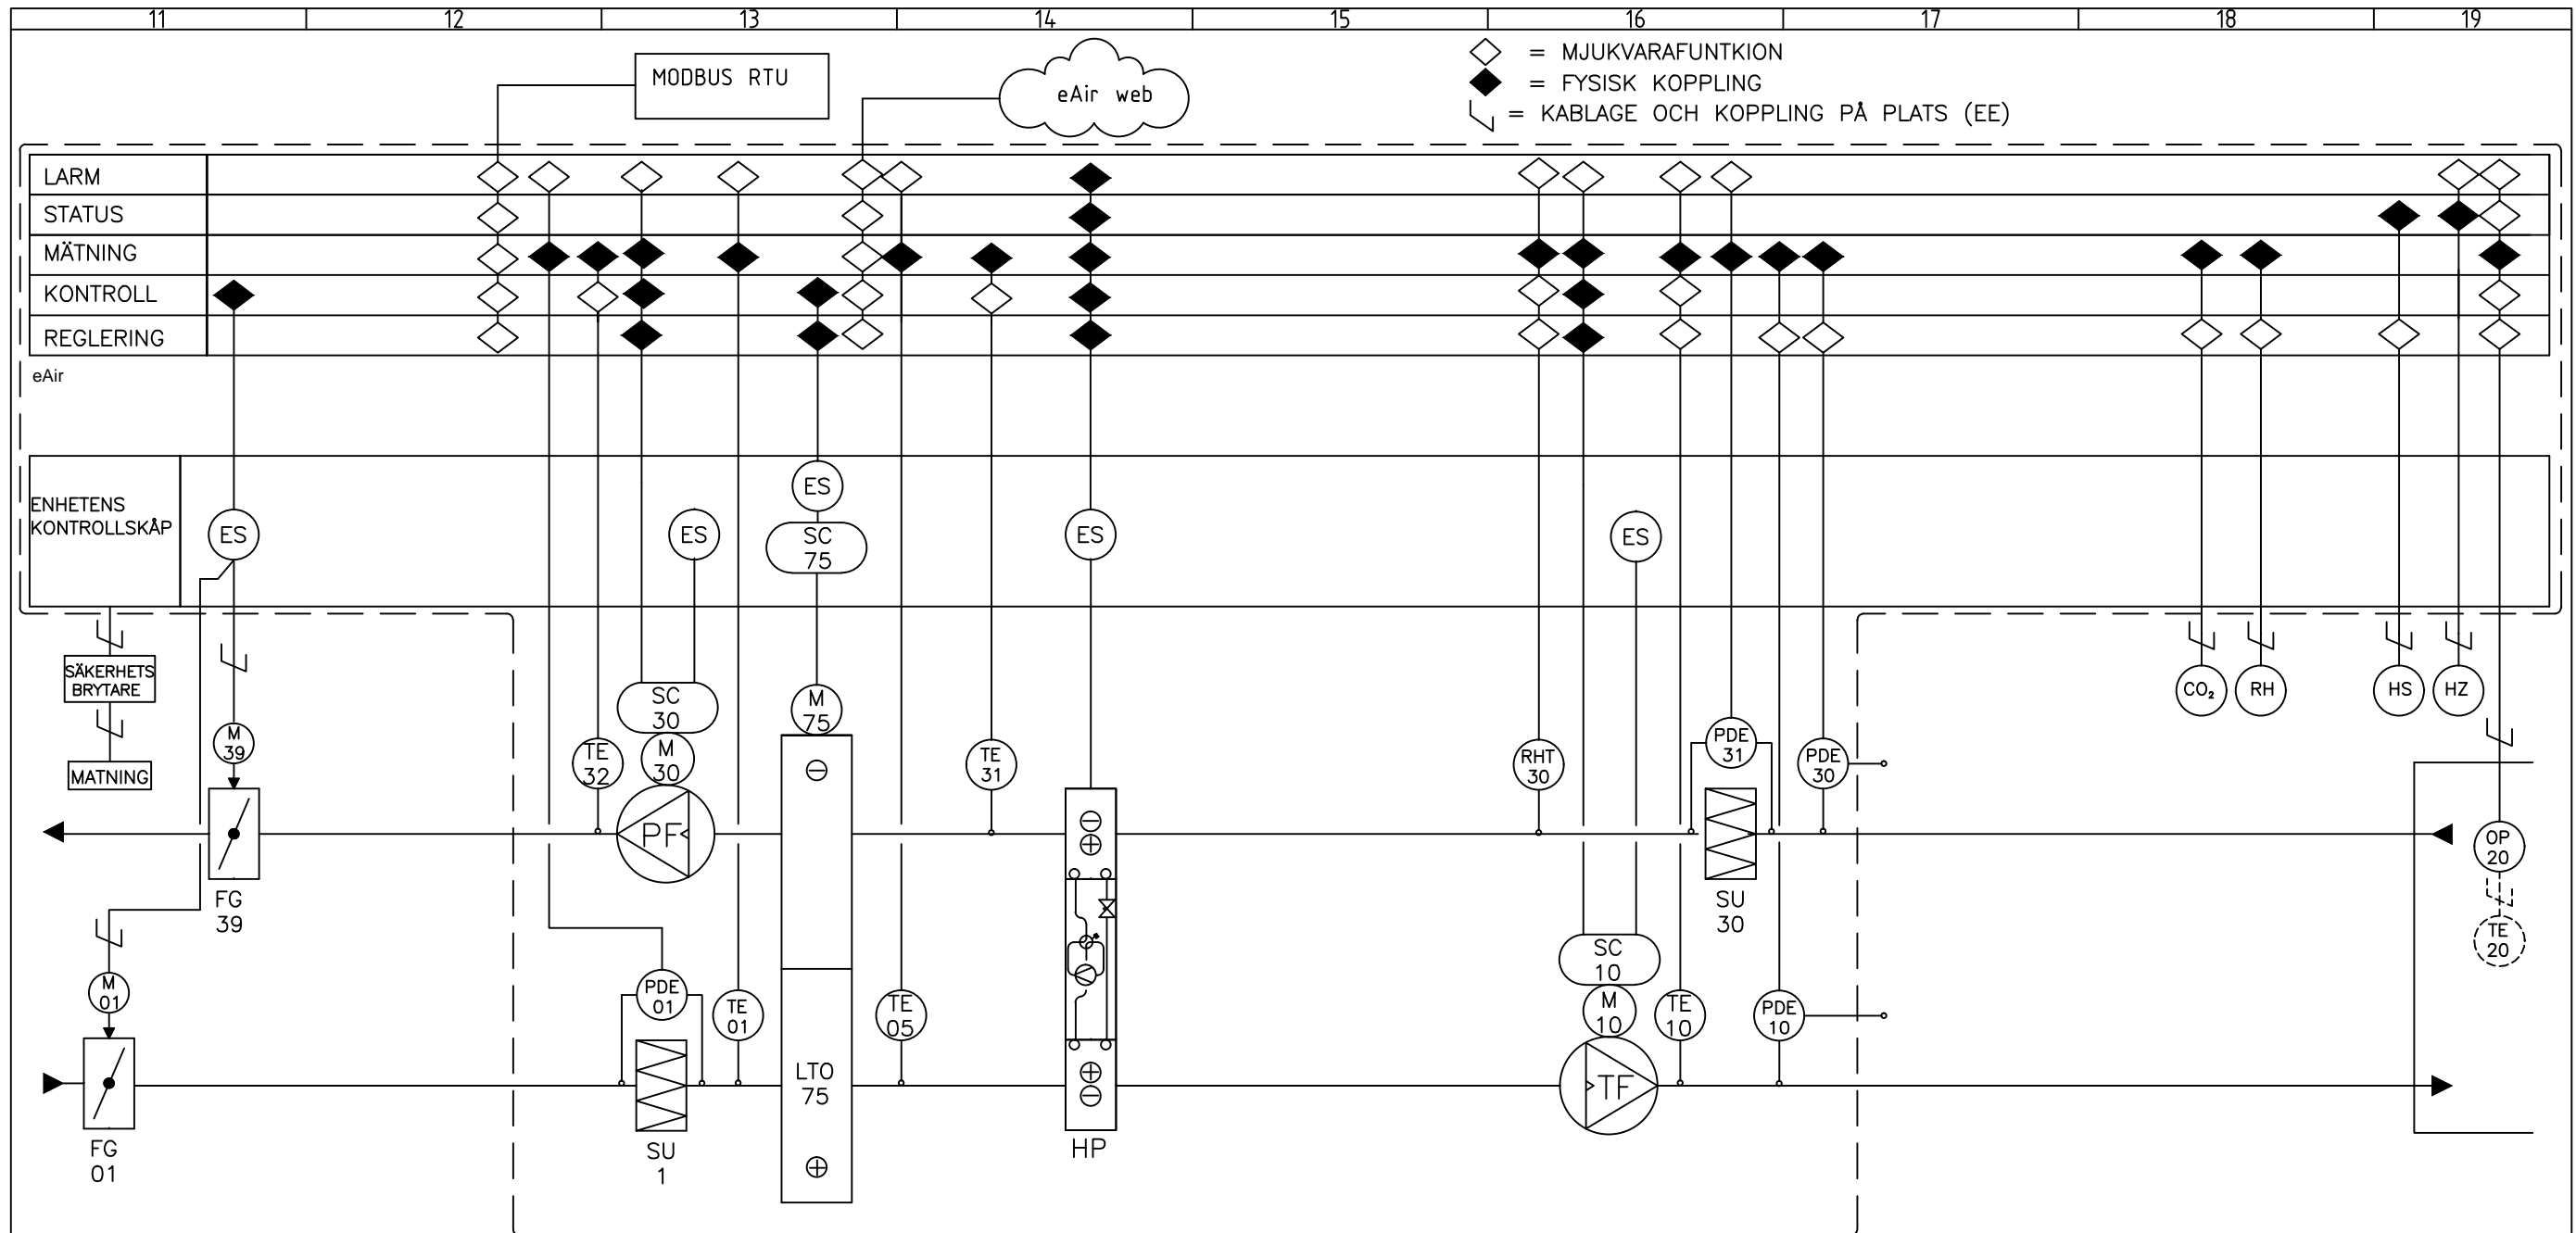 11 12 13 14 15 16 17 18 19
MODBUS RTU
eAir web
= MJUKVARAFUNTKION
= FYSISK KOPPLING
= KABLAGE OCH KOPPLING PÅ PLATS (EE)
LARM
STATUS
MÄTNING
KONTROLL
REGLERING
eAir
ENHETENS
KONTROLLSKÅP
ES
ES
ES
SC
75
ES
ES
SÄKERHETS
BRYTARE
MATNING
M
39
TE
32
SC
30
M
30
M
75
TE
31
RHT
30
PDE
31
PDE
30
CO₂
RH
HS
HZ
PF
FG
39
SU
30
OP
20
TE
20
M
01
PDE
01
TE
01
TE
05
SC
10
M
10
TE
10
PDE
10
LTO
75
TF
FG
01
SU
1
HP